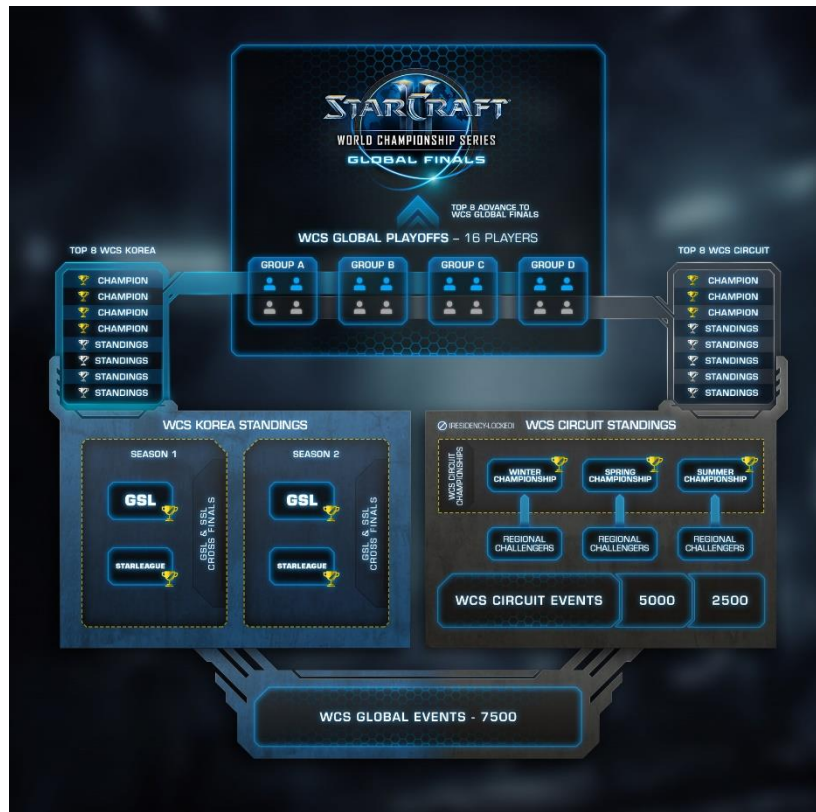 STARCRAFT
II
WORLD CHAMPIONSHIP SERIES
GLOBAL FINALS
TOP 8 ADVANCE TO
WCS GLOBAL FINALS
WCS GLOBAL PLAYOFFS – 16 PLAYERS
GROUP A
GROUP B
GROUP C
GROUP D
TOP 8 WCS KOREA
CHAMPION
CHAMPION
CHAMPION
CHAMPION
STANDINGS
STANDINGS
STANDINGS
STANDINGS
TOP 8 WCS CIRCUIT
CHAMPION
CHAMPION
CHAMPION
STANDINGS
STANDINGS
STANDINGS
STANDINGS
STANDINGS
WCS KOREA STANDINGS
SEASON 1
GSL
STARLEAGUE
GSL & SSL
CROSS FINALS
SEASON 2
GSL
STARLEAGUE
GSL & SSL
CROSS FINALS
(RESIDENCY-LOCKED) WCS CIRCUIT STANDINGS
WCS CIRCUIT
CHAMPIONSHIPS
WINTER
CHAMPIONSHIP
SPRING
CHAMPIONSHIP
SUMMER
CHAMPIONSHIP
REGIONAL
CHALLENGERS
REGIONAL
CHALLENGERS
REGIONAL
CHALLENGERS
WCS CIRCUIT EVENTS
5000
2500
WCS GLOBAL EVENTS - 7500